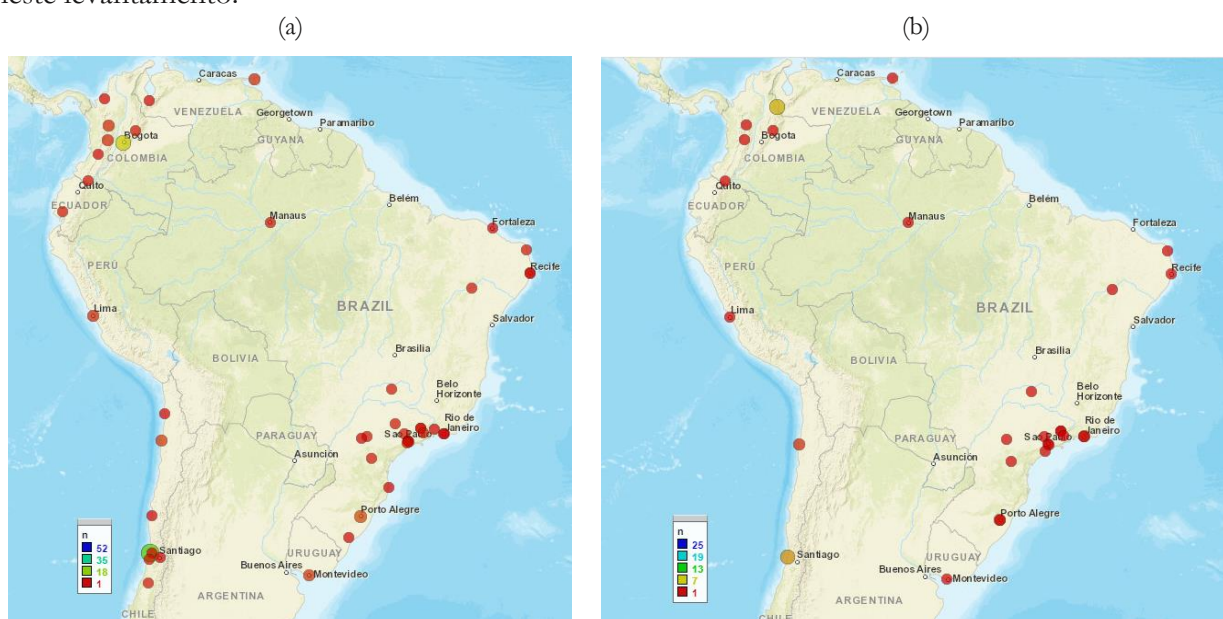 neste levantamento.
(a)
(b)
Caracas
VENEZUELA
Georgetown
Paramaribo
GUYANA
Bogota
COLOMBIA
Quito
ECUADOR
Manaus
Belém
Fortaleza
PERÚ
Recife
Lima
BRAZIL
Salvador
BOLIVIA
Brasilia
Belo
Horizonte
Rio de
Janeiro
PARAGUAY
Sao Paulo
Asunción
Porto Alegre
n
52
35
18
1
Santiago
URUGUAY
Buenos Aires
Montevideo
ARGENTINA
CHILE
Caracas
VENEZUELA
Georgetown
Paramaribo
GUYANA
Bogota
COLOMBIA
Quito
ECUADOR
Manaus
Belém
Fortaleza
PERÚ
Recife
Lima
BRAZIL
Salvador
BOLIVIA
Brasilia
Belo
Horizonte
Rio de
Janeiro
PARAGUAY
Sao Paulo
Asunción
Porto Alegre
n
25
19
13
7
1
Santiago
URUGUAY
Buenos Aires
Montevideo
ARGENTINA
CHILE